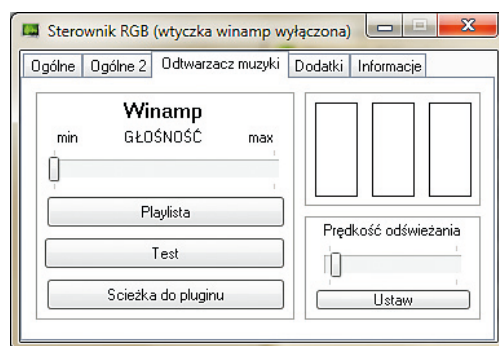 Sterownik RGB (wtyczka winamp wyłączona)
Ogólne Ogólne 2 Odtwarzacz muzyki Dodatki Informacje
Winamp
min GŁOŚNOŚĆ max
Playlista
Test
Scieżka do pluginu
Prędkość odświeżania
Ustaw